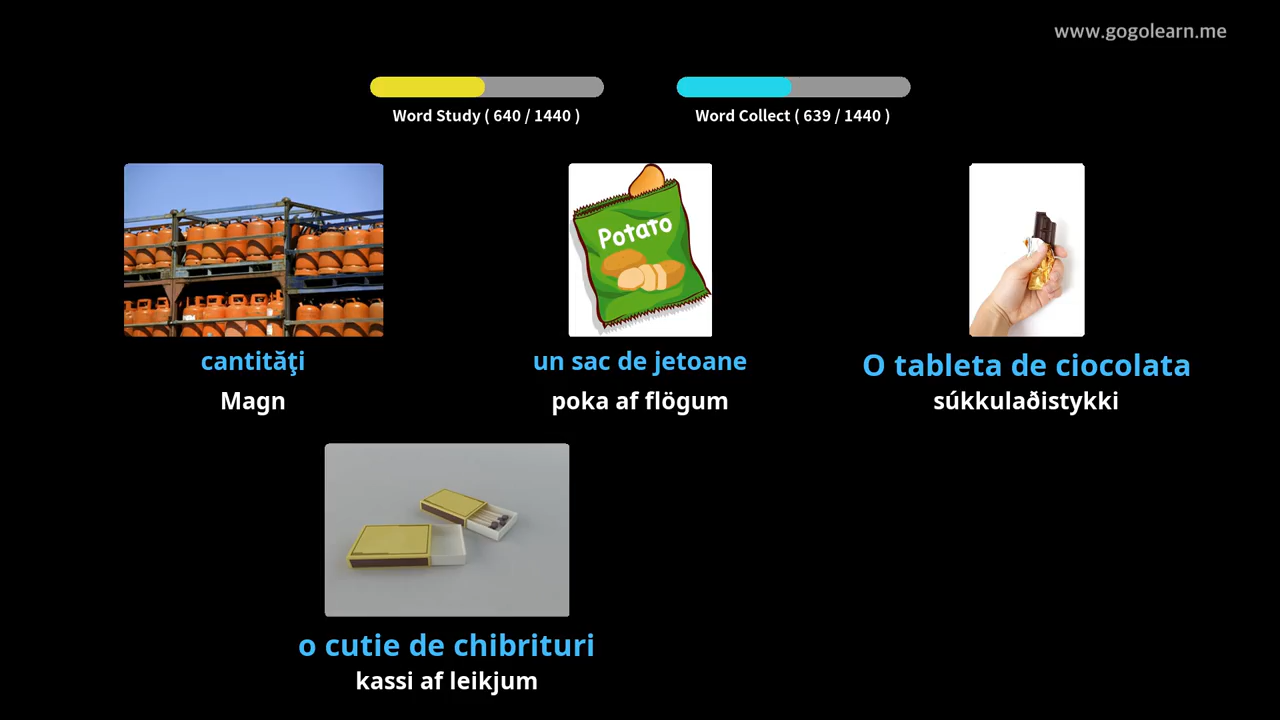 www.gogolearn.me
Word Study ( 640 / 1440 )
Word Collect ( 639 / 1440 )
Potato
cantităţi
Magn
un sac de jetoane
poka af flögum
O tableta de ciocolata
súkkulaðistykki
o cutie de chibrituri
kassi af leikjum